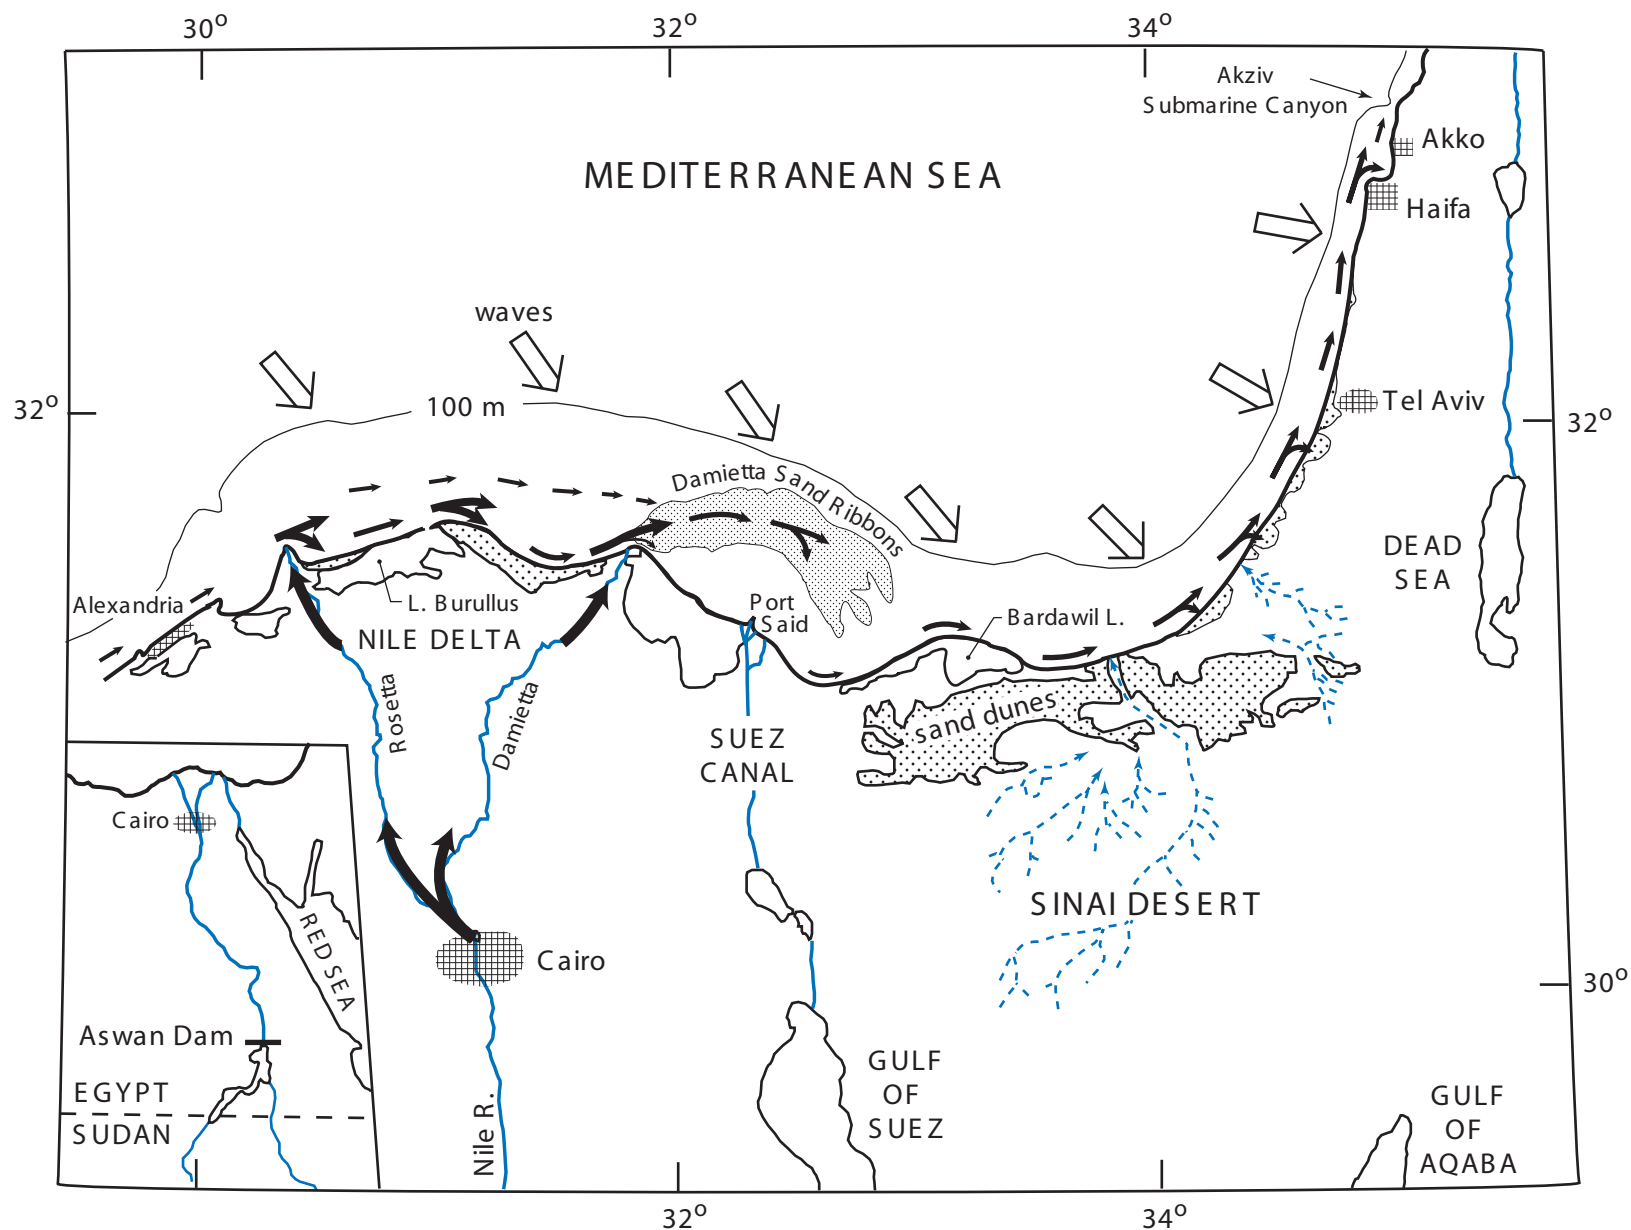 30°
32°
34°
Akziv
Submarine Canyon
Akko
MEDITERRANEAN SEA
Haifa
waves
32°
100 m
Tel Aviv
32°
Damietta Sand Ribbons
DEAD
SEA
Alexandria
L. Burullus
Port
Said
Bardawil L.
NILE DELTA
Rosetta
Damietta
sand dunes
SUEZ
CANAL
Cairo
SINAI DESERT
RED SEA
Cairo
30°
Aswan Dam
GULF
OF
SUEZ
EGYPT
SUDAN
Nile R.
GULF
OF
AQABA
32°
34°